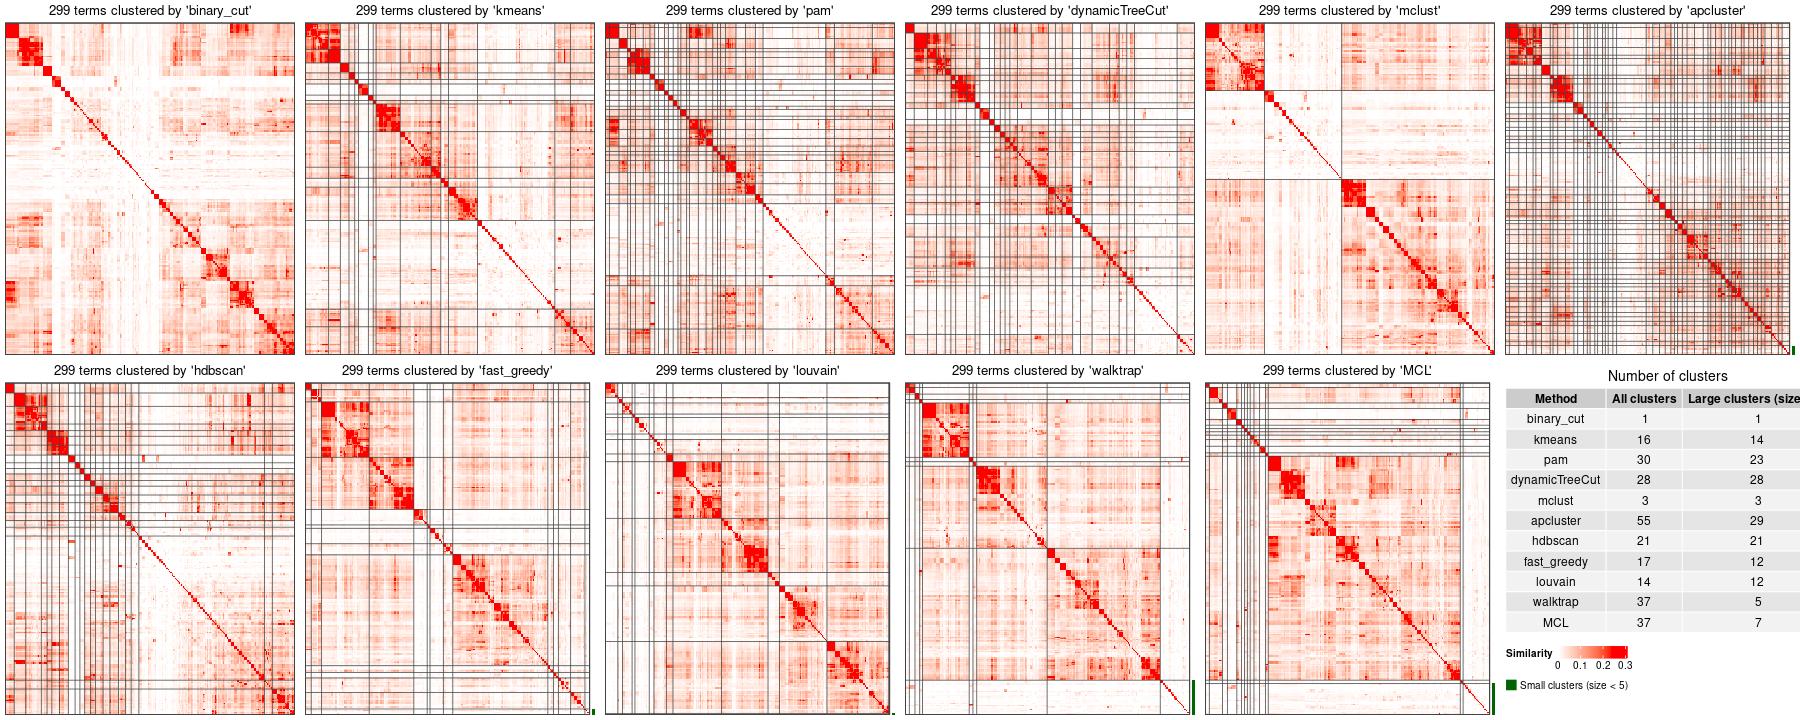 299 terms clustered by 'binary_cut'
299 terms clustered by 'kmeans'
299 terms clustered by 'pam'
299 terms clustered by 'dynamicTreeCut'
299 terms clustered by 'mclust'
299 terms clustered by 'apcluster'
299 terms clustered by 'hdbscan'
299 terms clustered by 'fast_greedy'
299 terms clustered by 'louvain'
299 terms clustered by 'walktrap'
299 terms clustered by 'MCL'
Number of clusters
Method All clusters Large clusters (size
binary_cut 1 1
kmeans 16 14
pam 30 23
dynamicTreeCut 28 28
mclust 3 3
apcluster 55 29
hdbscan 21 21
fast_greedy 17 12
louvain 14 12
walktrap 37 5
MCL 37 7
Similarity
0 0.1 0.2 0.3
Small clusters (size < 5)